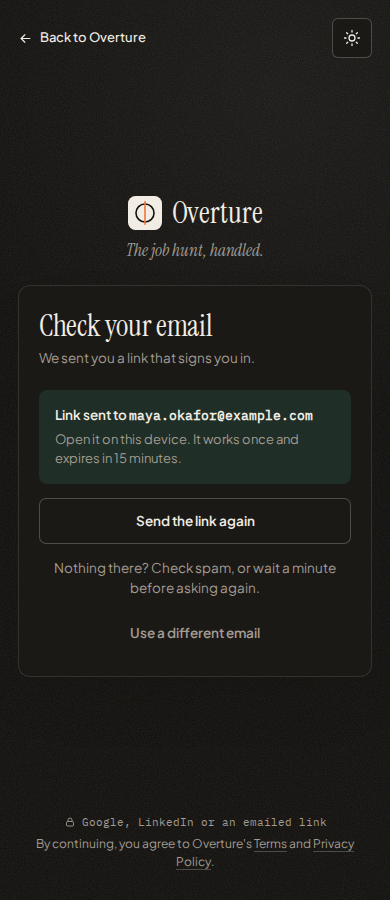 ← Back to Overture
Overture
The job hunt, handled.
Check your email
We sent you a link that signs you in.
Link sent to maya.okafor@example.com
Open it on this device. It works once and
expires in 15 minutes.
Send the link again
Nothing there? Check spam, or wait a minute
before asking again.
Use a different email
Google, LinkedIn or an emailed link
By continuing, you agree to Overture's Terms and Privacy
Policy.